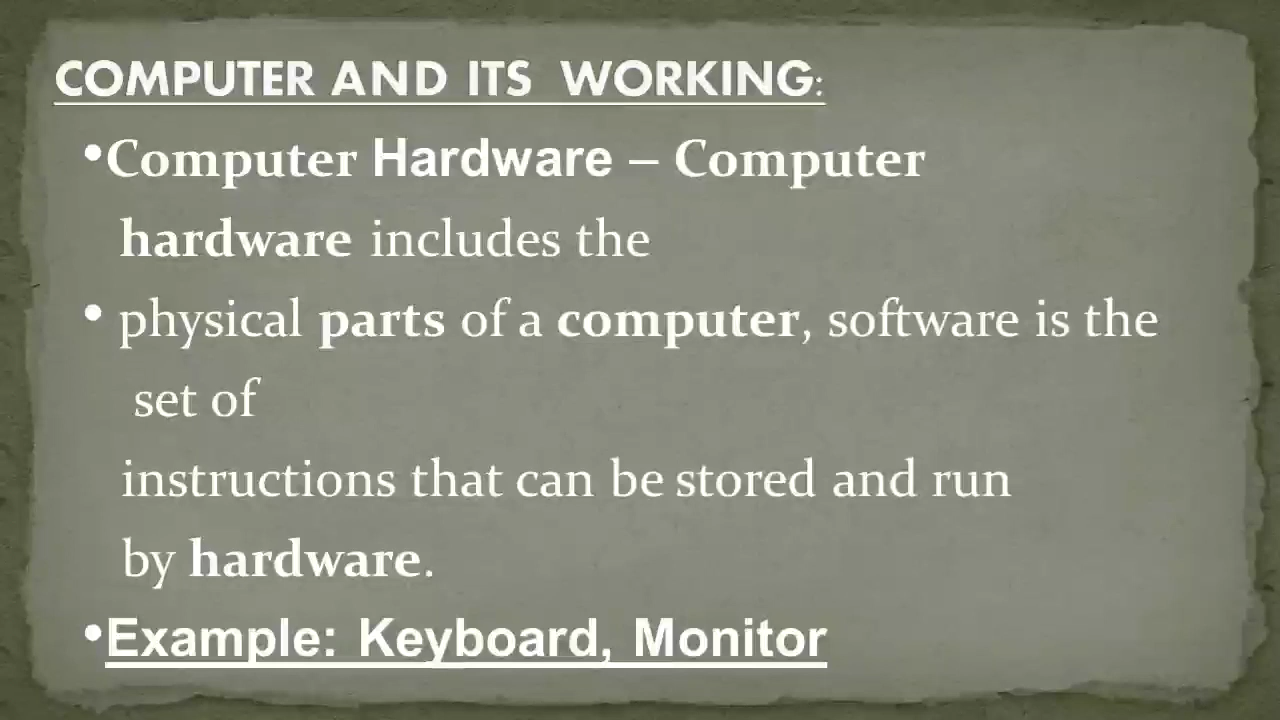 COMPUTER AND ITS WORKING:
•Computer Hardware – Computer
hardware includes the
• physical parts of a computer, software is the
set of
instructions that can be stored and run
by hardware.
•Example: Keyboard, Monitor